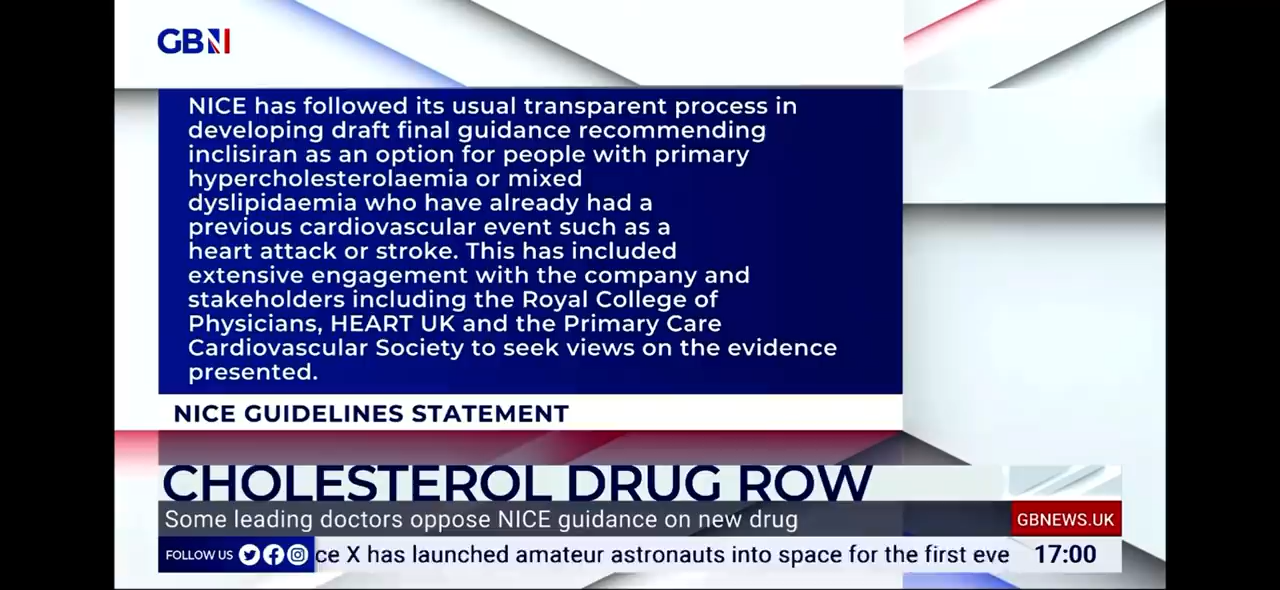 GBN
NICE has followed its usual transparent process in
developing draft final guidance recommending
inclisiran as an option for people with primary
hypercholesterolaemia or mixed
dyslipidaemia who have already had a
previous cardiovascular event such as a
heart attack or stroke. This has included
extensive engagement with the company and
stakeholders including the Royal College of
Physicians, HEART UK and the Primary Care
Cardiovascular Society to seek views on the evidence
presented.
NICE GUIDELINES STATEMENT
CHOLESTEROL DRUG ROW
Some leading doctors oppose NICE guidance on new drug
GBNEWS.UK
FOLLOW US
ce X has launched amateur astronauts into space for the first eve
17:00